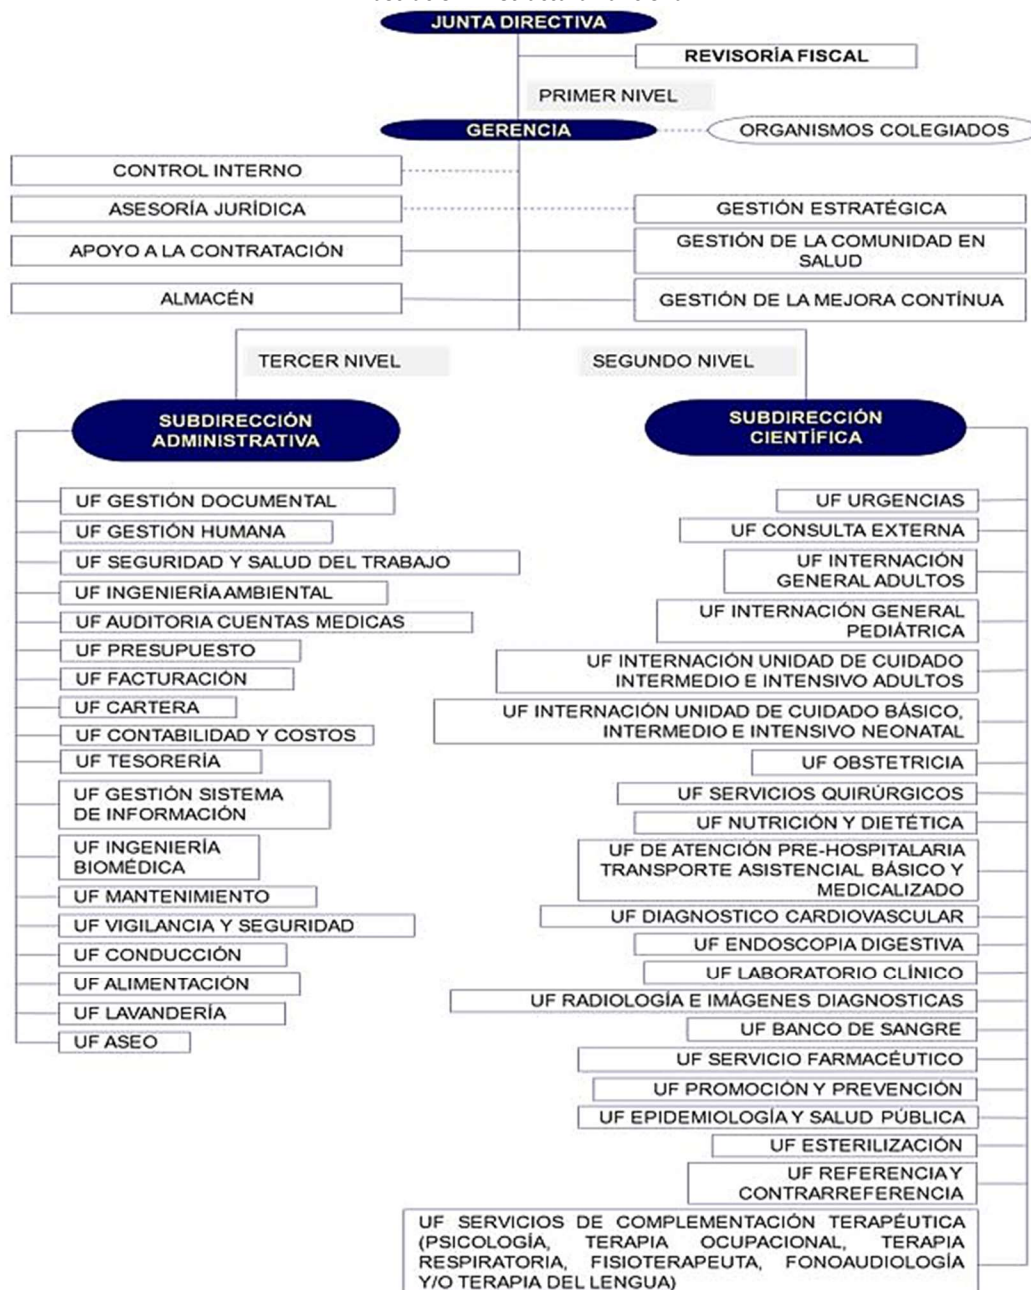 JUNTA DIRECTIVA
REVISORÍA FISCAL
PRIMER NIVEL
GERENCIA
ORGANISMOS COLEGIADOS
CONTROL INTERNO
ASESORÍA JURÍDICA
GESTIÓN ESTRATÉGICA
APOYO A LA CONTRATACIÓN
GESTIÓN DE LA COMUNIDAD EN
SALUD
ALMACÉN
GESTIÓN DE LA MEJORA CONTÍNUA
TERCER NIVEL
SEGUNDO NIVEL
SUBDIRECCIÓN
ADMINISTRATIVA
UF GESTIÓN DOCUMENTAL
UF GESTIÓN HUMANA
UF SEGURIDAD Y SALUD DEL TRABAJO
UF INGENIERÍA AMBIENTAL
UF AUDITORIA CUENTAS MEDICAS
UF PRESUPUESTO
UF FACTURACIÓN
UF CARTERA
UF CONTABILIDAD Y COSTOS
UF TESORERÍA
UF GESTIÓN SISTEMA
DE INFORMACIÓN
UF INGENIERÍA
BIOMÉDICA
UF MANTENIMIENTO
UF VIGILANCIA Y SEGURIDAD
UF CONDUCCIÓN
UF ALIMENTACIÓN
UF LAVANDERÍA
UF ASEO
SUBDIRECCIÓN
CIENTÍFICA
UF URGENCIAS
UF CONSULTA EXTERNA
UF INTERNACIÓN
GENERAL ADULTOS
UF INTERNACIÓN GENERAL
PEDIÁTRICA
UF INTERNACIÓN UNIDAD DE CUIDADO
INTERMEDIO E INTENSIVO ADULTOS
UF INTERNACIÓN UNIDAD DE CUIDADO BÁSICO,
INTERMEDIO E INTENSIVO NEONATAL
UF OBSTETRICIA
UF SERVICIOS QUIRÚRGICOS
UF NUTRICIÓN Y DIETÉTICA
UF DE ATENCIÓN PRE-HOSPITALARIA
TRANSPORTE ASISTENCIAL BÁSICO Y
MEDICALIZADO
UF DIAGNOSTICO CARDIOVASCULAR
UF ENDOSCOPIA DIGESTIVA
UF LABORATORIO CLÍNICO
UF RADIOLOGÍA E IMÁGENES DIAGNOSTICAS
UF BANCO DE SANGRE
UF SERVICIO FARMACÉUTICO
UF PROMOCIÓN Y PREVENCIÓN
UF EPIDEMIOLOGÍA Y SALUD PÚBLICA
UF ESTERILIZACIÓN
UF REFERENCIA Y
CONTRARREFERENCIA
UF SERVICIOS DE COMPLEMENTACIÓN TERAPÉUTICA
(PSICOLOGÍA, TERAPIA OCUPACIONAL, TERAPIA
RESPIRATORIA, FISIOTERAPEUTA, FONOAUDIOLOGÍA
Y/O TERAPIA DEL LENGUA)